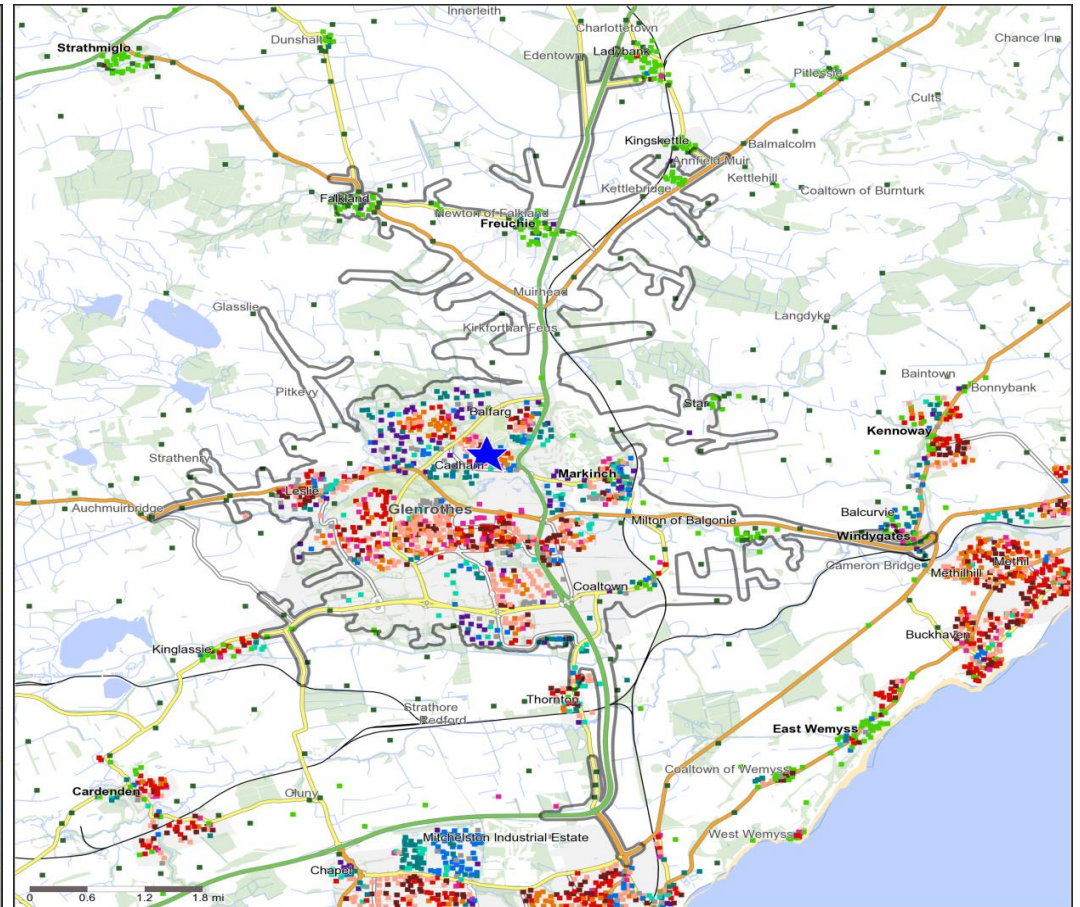 Innerleith
Charlottetown
Strathmiglo
Dunshalt
Edentown
Ladybank
Chance Inn
Pitlessie
Cults
Kingskettle
Balmalcolm
Annfield Muir
Kettlehill
Kettlebridge
Coaltown of Burnturk
Falkland
Newton of Falkland
Freuchie
Muirhead
Glasslie
Kirkforthar Feus
Langdyke
Baintown
Bonnybank
Pitkevy
Star
Balfarg
Kennoway
Strathenry
Cadham
Markinch
Leslie
Auchmuirbridge
Glenrothes
Milton of Balgonie
Balcurvie
Windygates
Cameron Bridge
Methil
Methilhill
Coaltown
Buckhaven
Kinglassie
Thornton
Strathore
Redford
East Wemyss
Coaltown of Wemyss
Cardenden
Cluny
West Wemyss
Mitchelston Industrial Estate
Chapel
0 0.6 1.2 1.8 mi